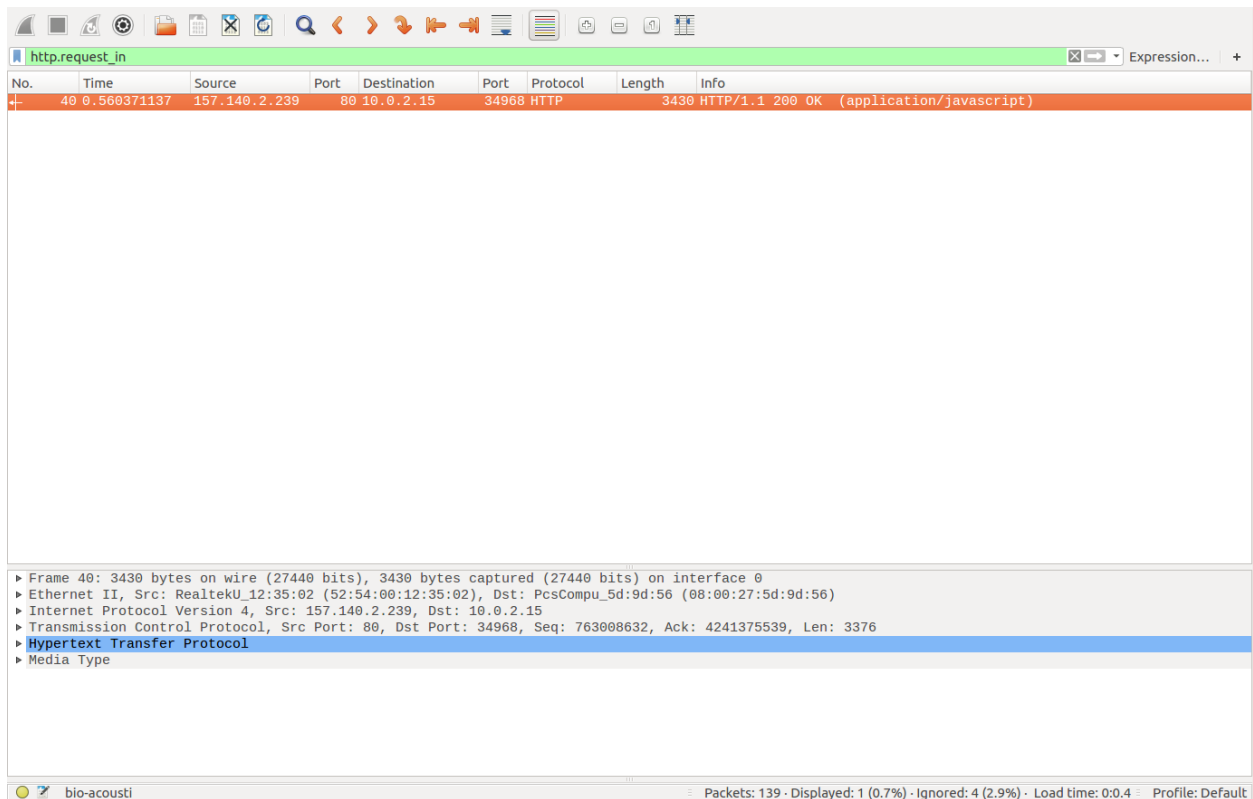 http.request_in Expression... +
No. Time Source Port Destination Port Protocol Length Info
40 0.560371137 157.140.2.239 80 10.0.2.15 34968 HTTP 3430 HTTP/1.1 200 OK (application/javascript)
Frame 40: 3430 bytes on wire (27440 bits), 3430 bytes captured (27440 bits) on interface 0
Ethernet II, Src: RealtekU_12:35:02 (52:54:00:12:35:02), Dst: PcsCompu_5d:9d:56 (08:00:27:5d:9d:56)
Internet Protocol Version 4, Src: 157.140.2.239, Dst: 10.0.2.15
Transmission Control Protocol, Src Port: 80, Dst Port: 34968, Seq: 763008632, Ack: 4241375539, Len: 3376
Hypertext Transfer Protocol
Media Type
bio-acousti Packets: 139 · Displayed: 1 (0.7%) · Ignored: 4 (2.9%) · Load time: 0:0.4 Profile: Default